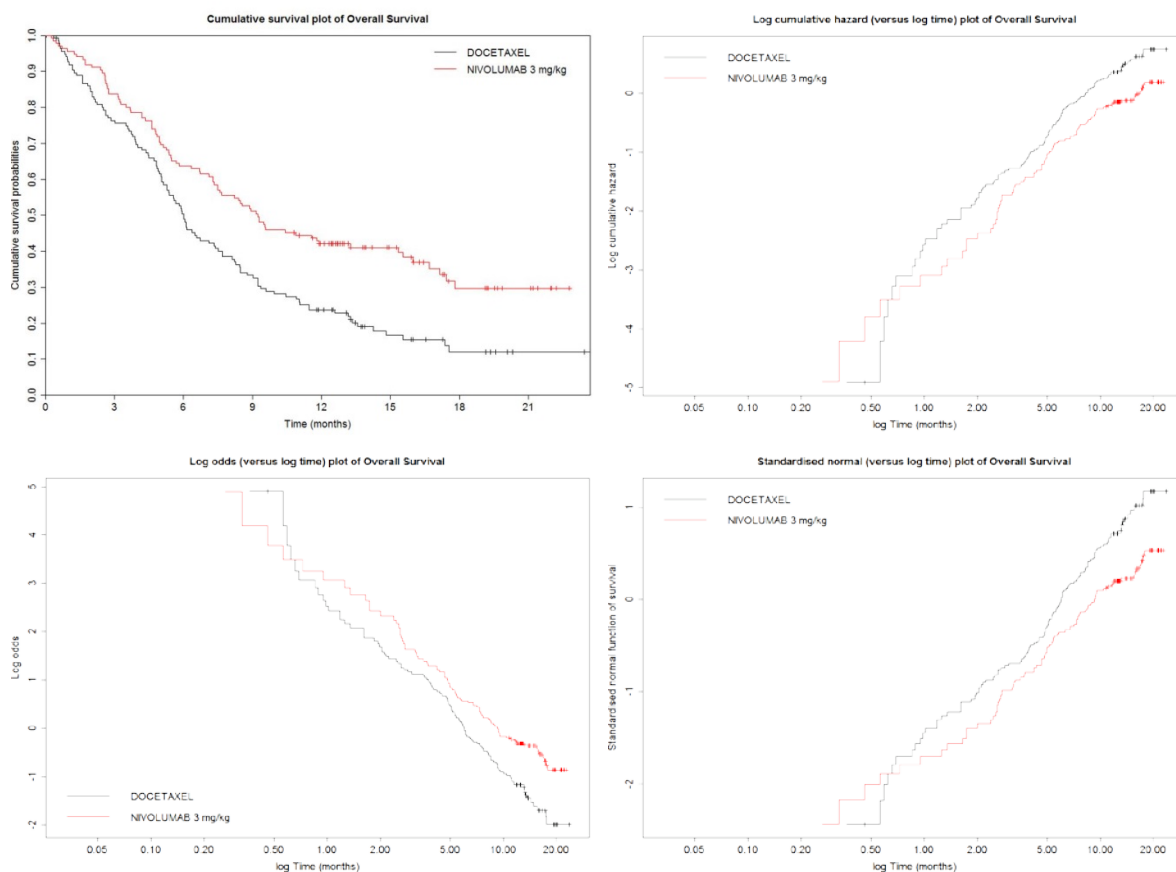 Cumulative survival plot of Overall Survival
DOCETAXEL
NIVOLUMAB 3 mg/kg
Cumulative survival probabilities
1.0
0.9
0.8
0.7
0.6
0.5
0.4
0.3
0.2
0.1
0.0
0 3 6 9 12 15 18 21
Time (months)
Log cumulative hazard (versus log time) plot of Overall Survival
DOCETAXEL
NIVOLUMAB 3 mg/kg
Log cumulative hazard
0
-1
-2
-3
-4
-5
0.05 0.10 0.20 0.50 1.00 2.00 5.00 10.00 20.00
log Time (months)
Log odds (versus log time) plot of Overall Survival
Log odds
5
4
3
2
1
0
-1
-2
DOCETAXEL
NIVOLUMAB 3 mg/kg
0.05 0.10 0.20 0.50 1.00 2.00 5.00 10.00 20.00
log Time (months)
Standardised normal (versus log time) plot of Overall Survival
DOCETAXEL
NIVOLUMAB 3 mg/kg
Standardised normal function of survival
1
0
-1
-2
0.05 0.10 0.20 0.50 1.00 2.00 5.00 10.00 20.00
log Time (months)